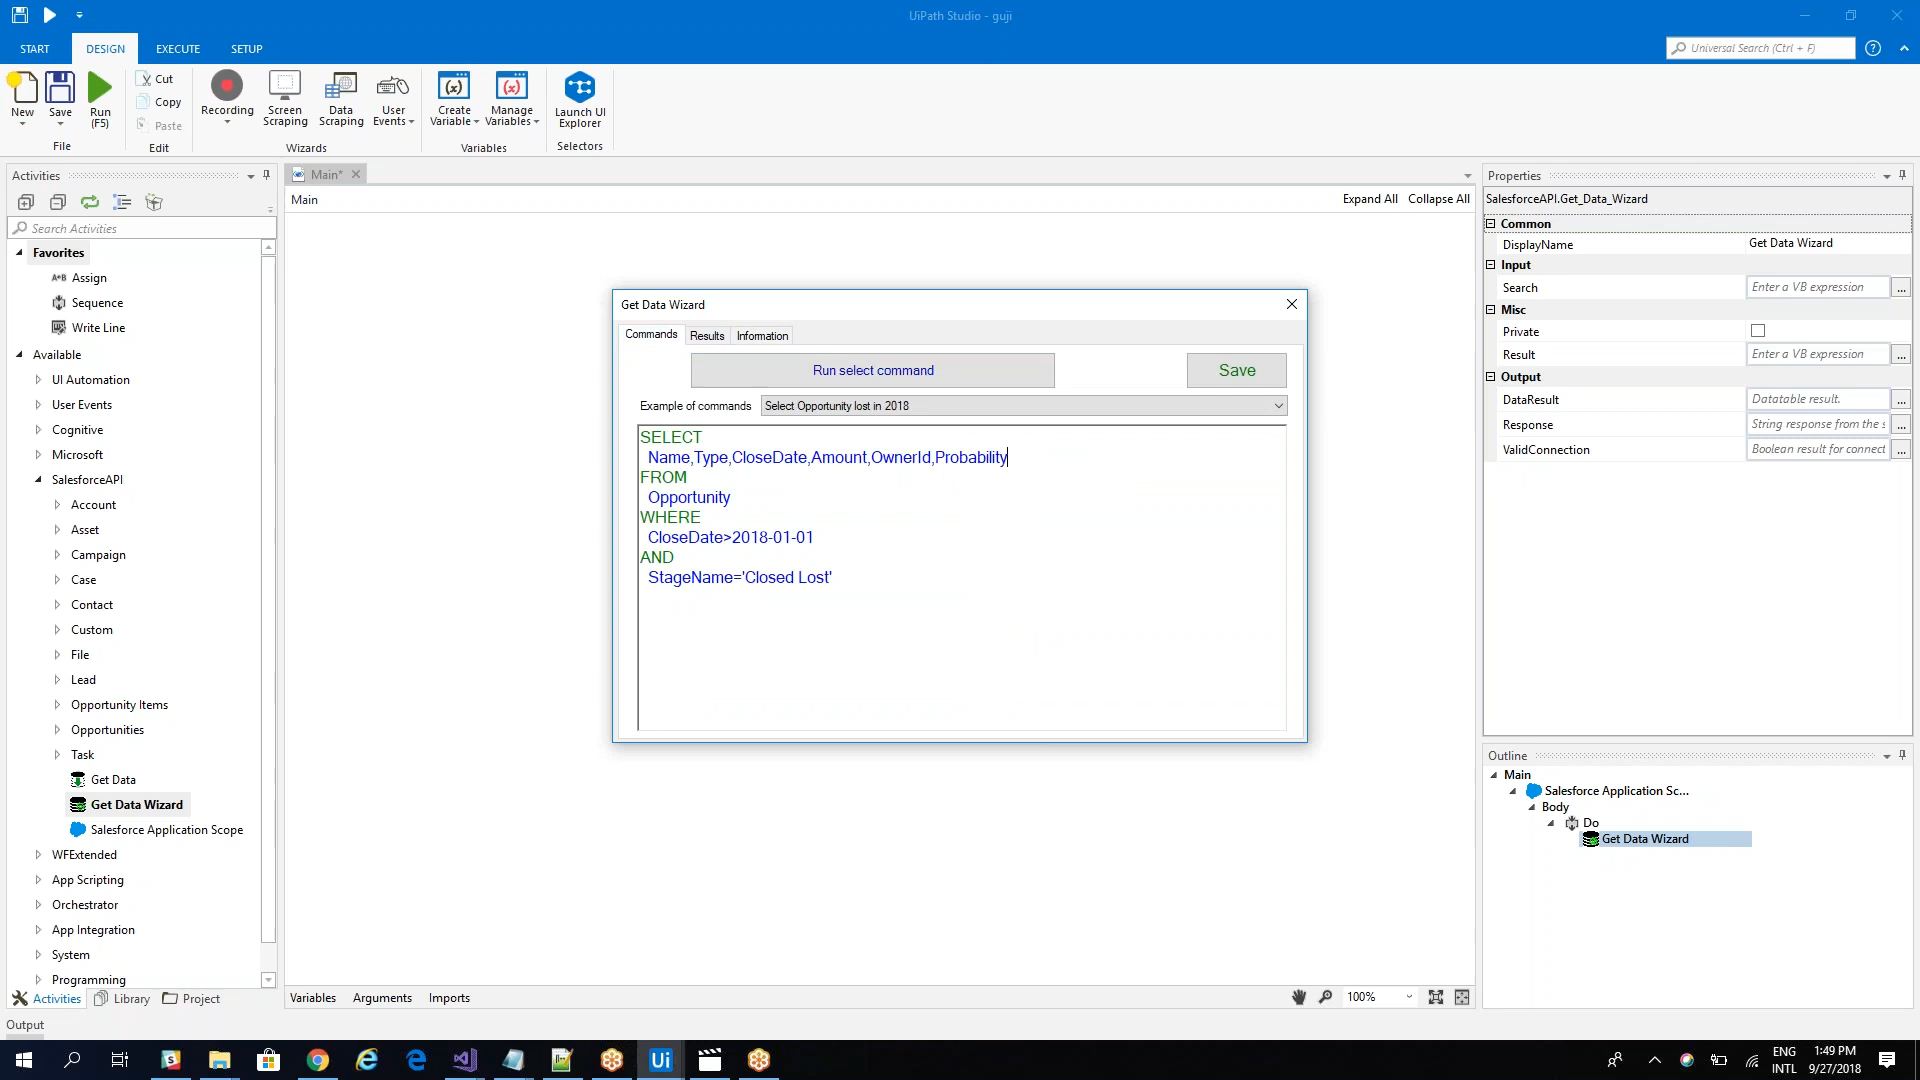 UiPath Studio - guji
START
DESIGN
EXECUTE
SETUP
Universal Search (Ctrl + F)
New
Save
Run
(F5)
File
Cut
Copy
Paste
Edit
Recording
Screen
Scraping
Data
Scraping
User
Events
Wizards
Create
Variable
Manage
Variables
Variables
Launch UI
Explorer
Selectors
Activities
Search Activities
Favorites
A+B Assign
Sequence
Write Line
Available
UI Automation
User Events
Cognitive
Microsoft
SalesforceAPI
Account
Asset
Campaign
Case
Contact
Custom
File
Lead
Opportunity Items
Opportunities
Task
Get Data
Get Data Wizard
Salesforce Application Scope
WFExtended
App Scripting
Orchestrator
App Integration
System
Programming
Activities
Library
Project
Output
Main*
Main
Expand All
Collapse All
Get Data Wizard
Commands
Results
Information
Run select command
Save
Example of commands
Select Opportunity lost in 2018
SELECT
Name,Type,CloseDate,Amount,OwnerId,Probability
FROM
Opportunity
WHERE
CloseDate>2018-01-01
AND
StageName='Closed Lost'
Variables
Arguments
Imports
100%
Properties
SalesforceAPI.Get_Data_Wizard
Common
DisplayName
Get Data Wizard
Input
Search
Enter a VB expression
...
Misc
Private
Result
Enter a VB expression
...
Output
DataResult
Datatable result.
...
Response
String response from the s
...
ValidConnection
Boolean result for connect
...
Outline
Main
Salesforce Application Sc...
Body
Do
Get Data Wizard
Ui
ENG
INTL
1:49 PM
9/27/2018